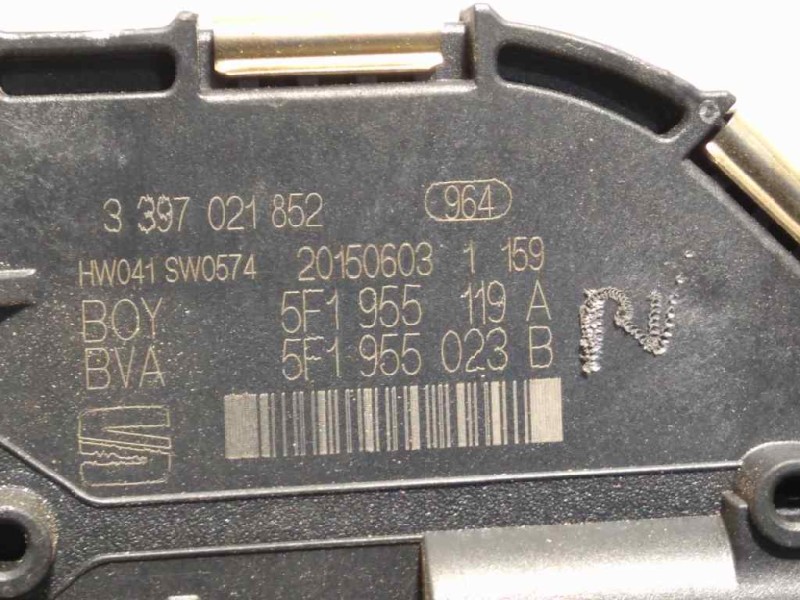 3 397 021 852 964
HW041 SW0574 20150603 1 159
BOY 5F1 955 119 A
BVA 5F1 955 023 B